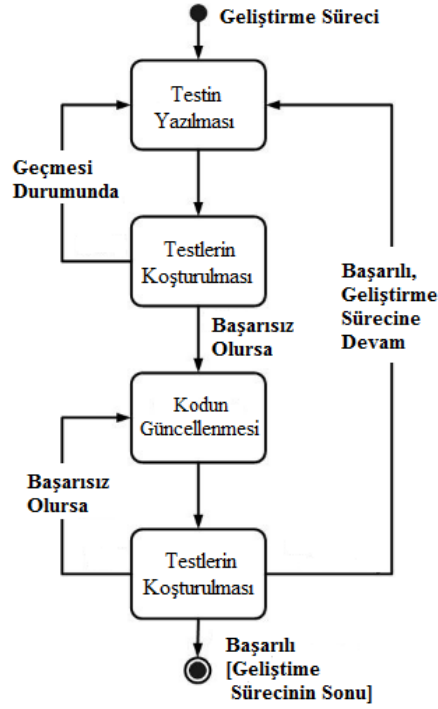 Geliştirme Süreci
Testin
Yazılması
Geçmesi
Durumunda
Testlerin
Koşturulması
Başarılı,
Geliştirme
Sürecine
Devam
Başarısız
Olursa
Kodun
Güncellenmesi
Başarısız
Olursa
Testlerin
Koşturulması
Başarılı
[Geliştime
Sürecinin Sonu]